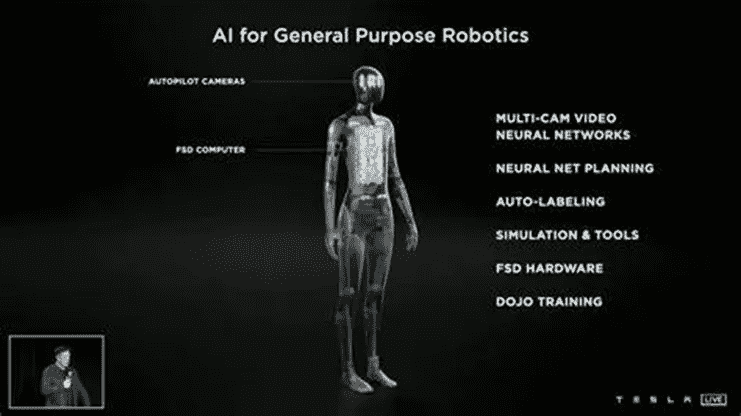 AI for General Purpose Robotics
AUTOPILOT CAMERAS
FSD COMPUTER
MULTI-CAM VIDEO
NEURAL NETWORKS
NEURAL NET PLANNING
AUTO-LABELING
SIMULATION & TOOLS
FSD HARDWARE
DOJO TRAINING
TESLA LIVE